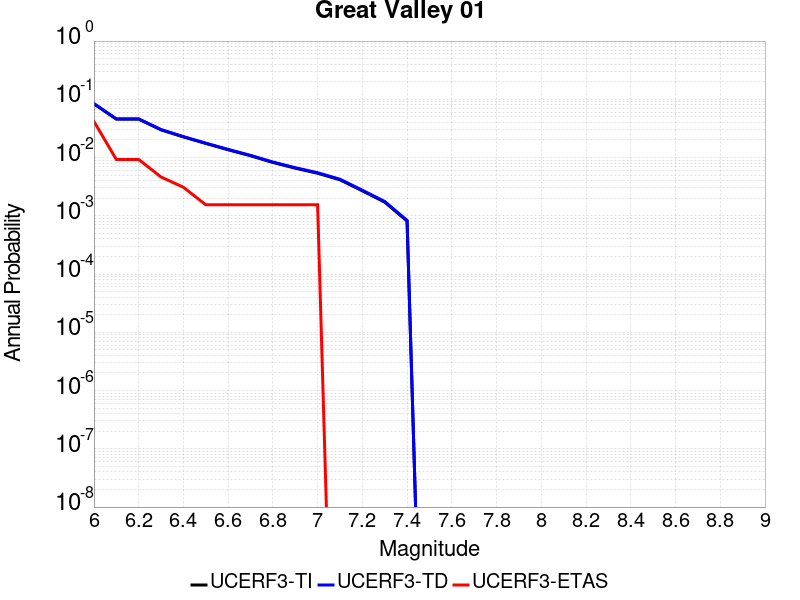 Great Valley 01
10^0
10^-1
10^-2
10^-3
10^-4
10^-5
10^-6
10^-7
10^-8
Annual Probability
6 6.2 6.4 6.6 6.8 7 7.2 7.4 7.6 7.8 8 8.2 8.4 8.6 8.8 9
Magnitude
UCERF3-TI UCERF3-TD UCERF3-ETAS